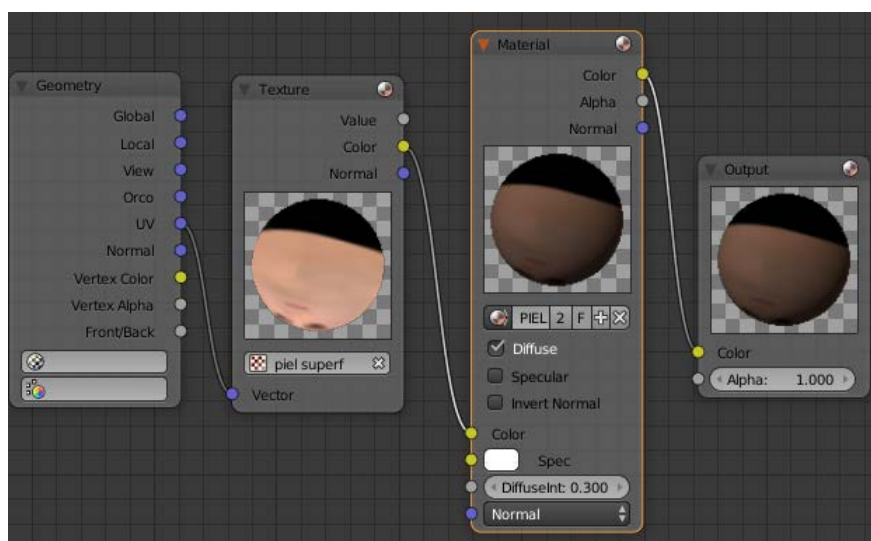 Geometry
Global
Local
View
Orco
UV
Normal
Vertex Color
Vertex Alpha
Front/Back
Texture
Value
Color
Normal
piel superf
Vector
Material
Color
Alpha
Normal
PIEL 2 F
Diffuse
Specular
Invert Normal
Color
Spec
DiffuseInt: 0.300
Normal
Output
Color
Alpha: 1.000